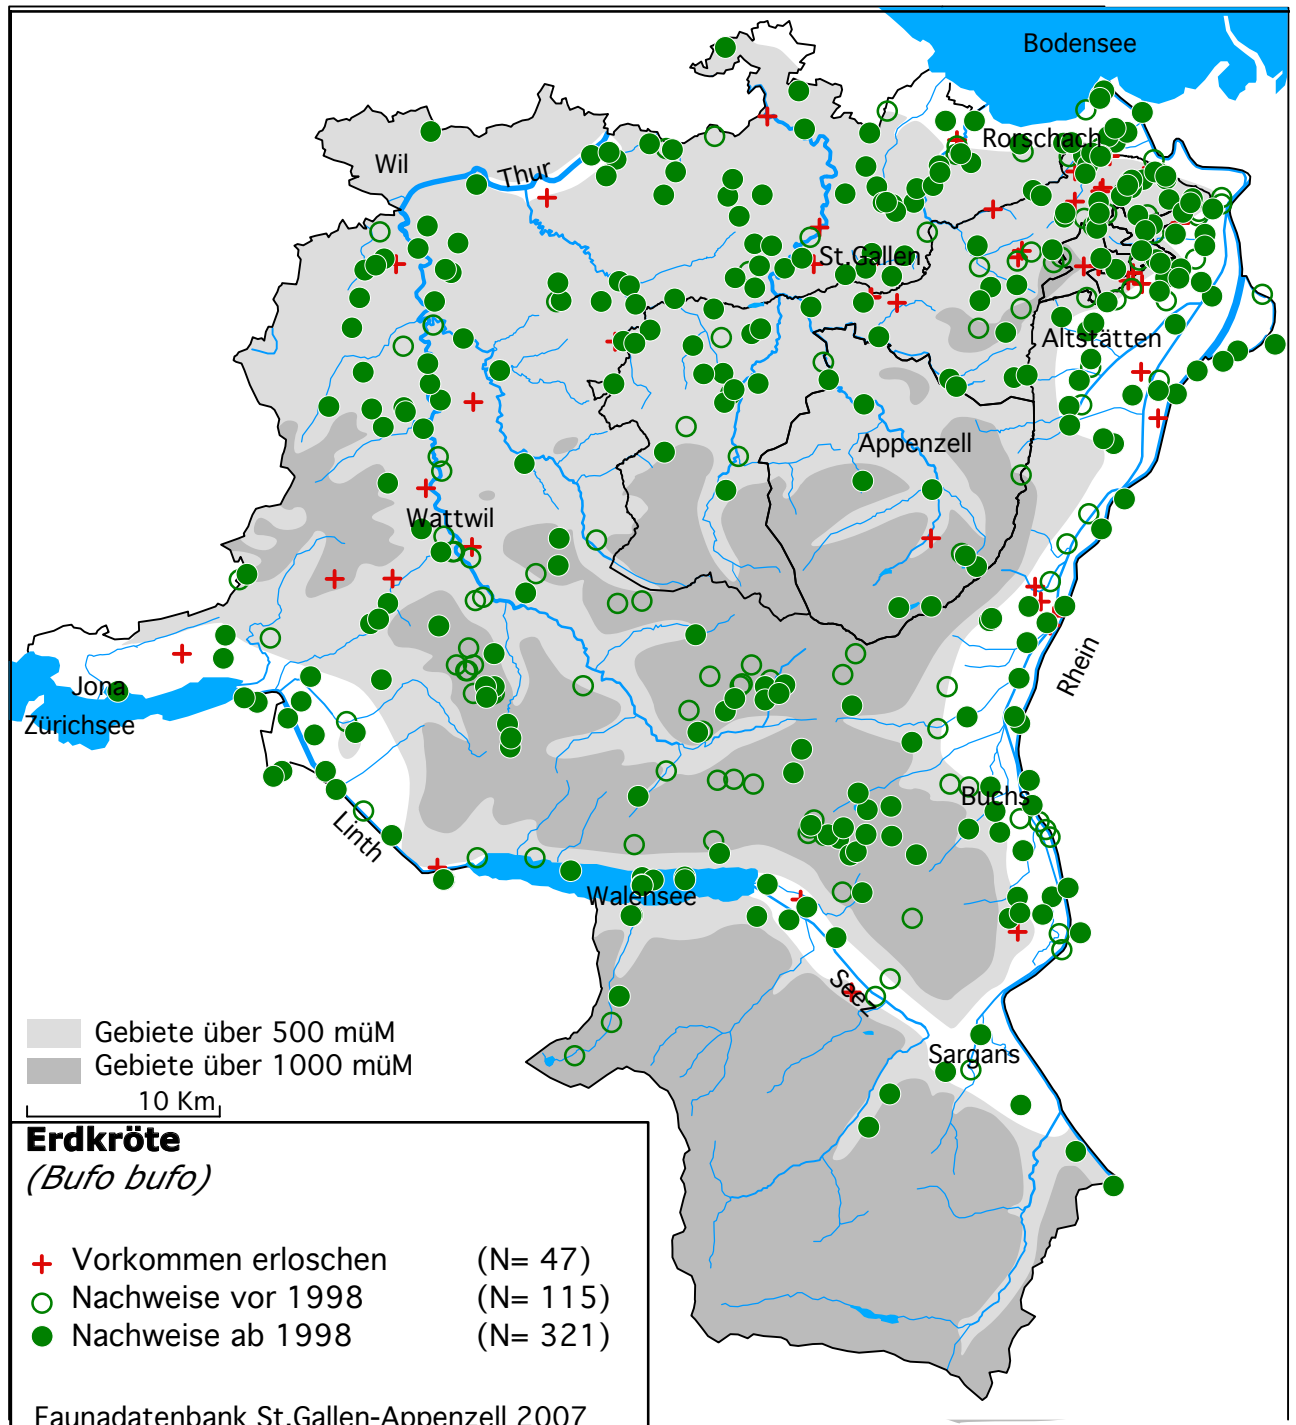 Bodensee
Rorschach
Wil
Thur
St.Gallen
Altstätten
Appenzell
Wattwil
Rhein
Jona
Zürichsee
Buchs
Linth
Walensee
Seez
Sargans
Gebiete über 500 müM
Gebiete über 1000 müM
10 Km
Erdkröte
(Bufo bufo)
Vorkommen erloschen (N= 47)
Nachweise vor 1998 (N= 115)
Nachweise ab 1998 (N= 321)
Faunadatenbank St.Gallen-Appenzell 2007